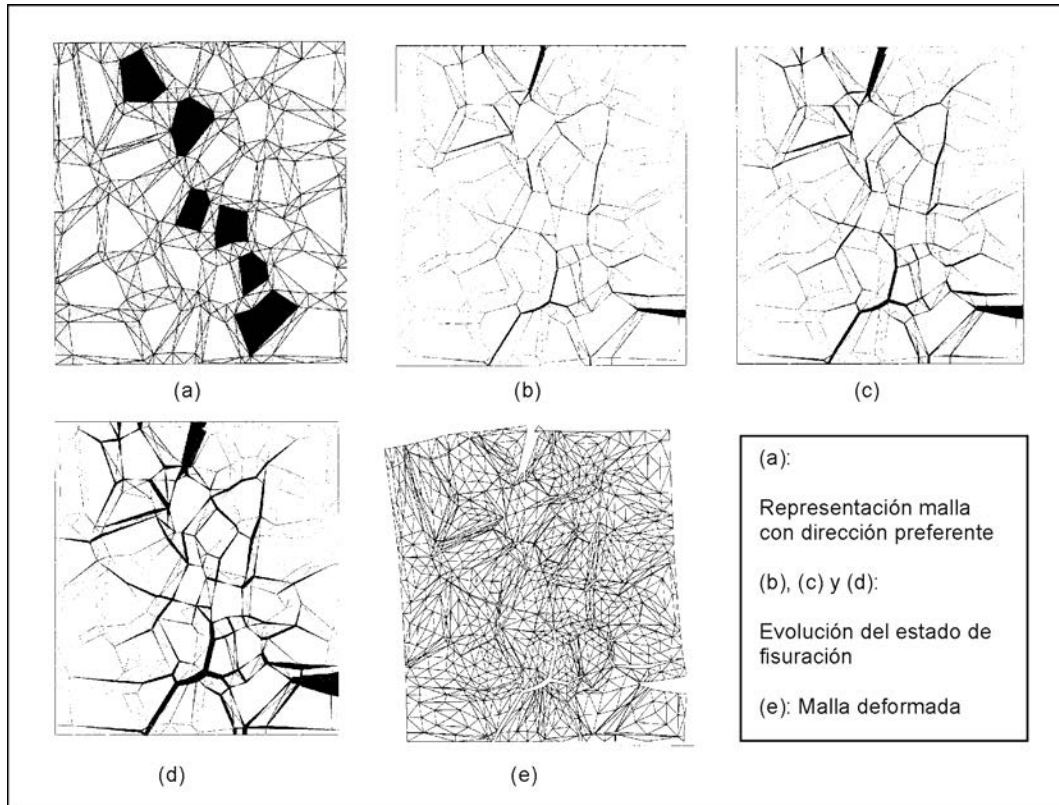 (a)
(b)
(c)
(d)
(e)
(a):
Representación malla
con dirección preferente
(b), (c) y (d):
Evolución del estado de
fisuración
(e): Malla deformada